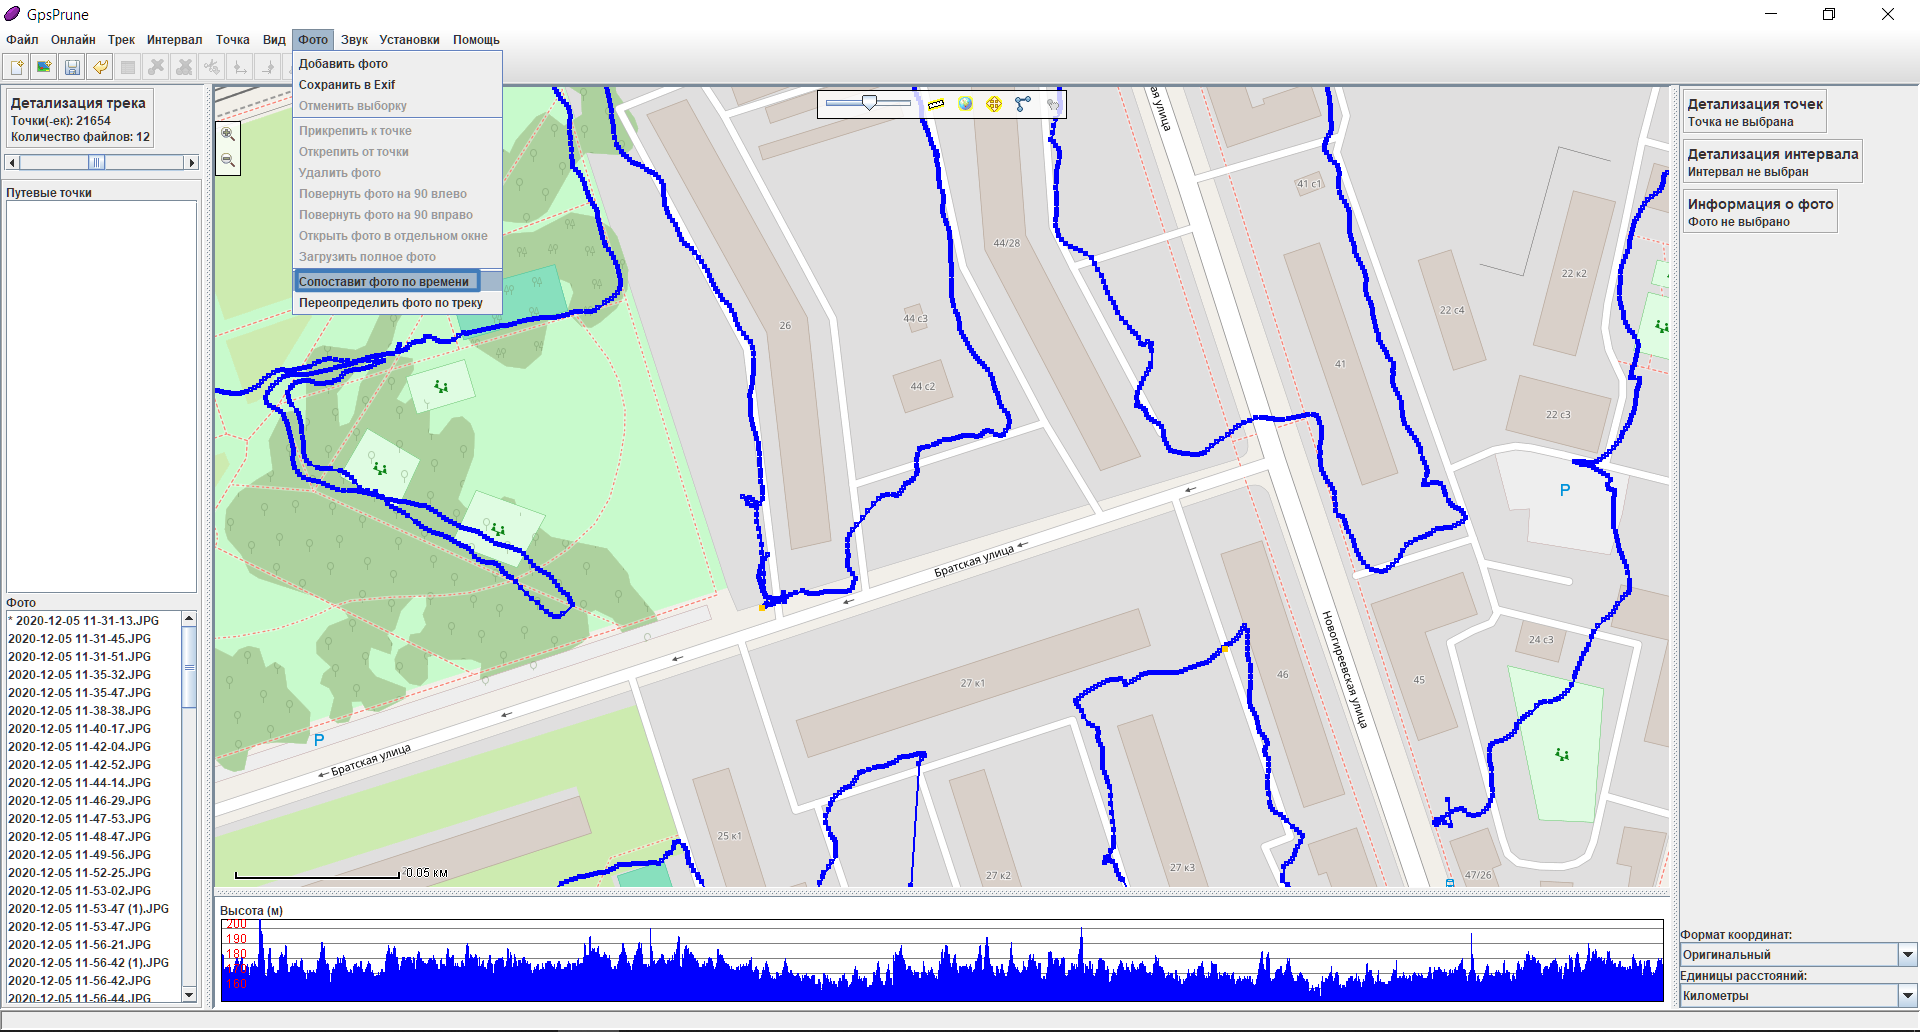 GpsPrune
Файл Онлайн Трек Интервал Точка Вид Фото Звук Установки Помощь
Добавить фото
Сохранить в Exif
Отменить выборку
Прикрепить к точке
Открепить от точки
Удалить фото
Повернуть фото на 90 влево
Повернуть фото на 90 вправо
Открыть фото в отдельном окне
Загрузить полное фото
Сопоставит фото по времени
Переопределить фото по треку
Детализация трека
Точки(-ек): 21654
Количество файлов: 12
Путевые точки
Фото
* 2020-12-05 11-31-13.JPG
2020-12-05 11-31-45.JPG
2020-12-05 11-31-51.JPG
2020-12-05 11-35-32.JPG
2020-12-05 11-35-47.JPG
2020-12-05 11-38-38.JPG
2020-12-05 11-40-17.JPG
2020-12-05 11-42-04.JPG
2020-12-05 11-42-52.JPG
2020-12-05 11-44-14.JPG
2020-12-05 11-46-29.JPG
2020-12-05 11-47-53.JPG
2020-12-05 11-48-47.JPG
2020-12-05 11-49-56.JPG
2020-12-05 11-52-25.JPG
2020-12-05 11-53-02.JPG
2020-12-05 11-53-47 (1).JPG
2020-12-05 11-53-47.JPG
2020-12-05 11-56-21.JPG
2020-12-05 11-56-42 (1).JPG
2020-12-05 11-56-42.JPG
2020-12-05 11-56-44.JPG
41 с1
44/28
22 к2
26
44 с3
22 с4
41
44 с2
22 с3
P
Братская улица
Новогиреевская улица
24 с3
27 к1
46
45
P
Братская улица
25 к1
27 к2
27 к3
47/26
0.05 км
Высота (м)
200
190
180
160
Детализация точек
Точка не выбрана
Детализация интервала
Интервал не выбран
Информация о фото
Фото не выбрано
Формат координат:
Оригинальный
Единицы расстояний:
Километры